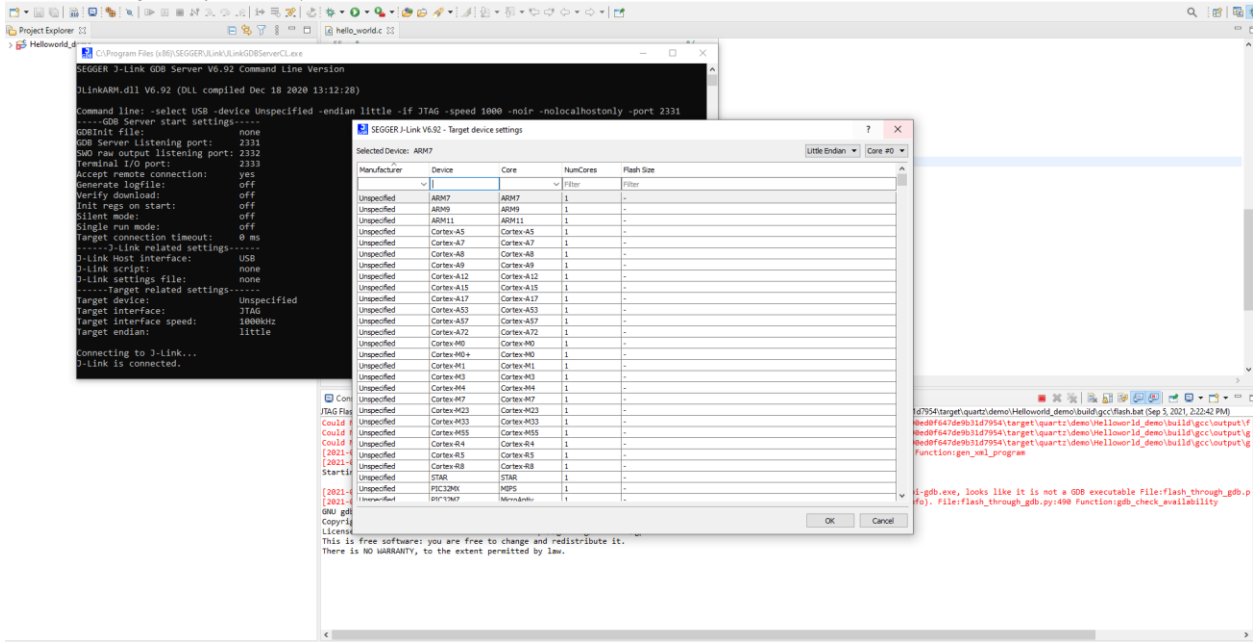 Project Explorer
hello_world.c
Helloworld_d
C:\Program Files (x86)\SEGGER\JLink\JLinkGDBServerCL.exe
SEGGER J-Link GDB Server V6.92 Command Line Version
JLinkARM.dll V6.92 (DLL compiled Dec 18 2020 13:12:28)
Command line: -select USB -device Unspecified -endian little -if JTAG -speed 1000 -noir -nolocalhostonly -port 2331
-----GDB Server start settings-----
GDBInit file: none
GDB Server Listening port: 2331
SWO raw output listening port: 2332
Terminal I/O port: 2333
Accept remote connection: yes
Generate logfile: off
Verify download: off
Init regs on start: off
Silent mode: off
Single run mode: off
Target connection timeout: 0 ms
------J-Link related settings------
J-Link Host interface: USB
J-Link script: none
J-Link settings file: none
------Target related settings------
Target device: Unspecified
Target interface: JTAG
Target interface speed: 1000kHz
Target endian: little
Connecting to J-Link...
J-Link is connected.
SEGGER J-Link V6.92 - Target device settings
Selected Device: ARM7
Little Endian
Core #0
Manufacturer Device Core NumCores Flash Size
Filter Filter
Unspecified ARM7 ARM7 1 -
Unspecified ARM9 ARM9 1 -
Unspecified ARM11 ARM11 1 -
Unspecified Cortex-A5 Cortex-A5 1 -
Unspecified Cortex-A7 Cortex-A7 1 -
Unspecified Cortex-A8 Cortex-A8 1 -
Unspecified Cortex-A9 Cortex-A9 1 -
Unspecified Cortex-A12 Cortex-A12 1 -
Unspecified Cortex-A15 Cortex-A15 1 -
Unspecified Cortex-A17 Cortex-A17 1 -
Unspecified Cortex-A53 Cortex-A53 1 -
Unspecified Cortex-A57 Cortex-A57 1 -
Unspecified Cortex-A72 Cortex-A72 1 -
Unspecified Cortex-M0 Cortex-M0 1 -
Unspecified Cortex-M0+ Cortex-M0 1 -
Unspecified Cortex-M1 Cortex-M1 1 -
Unspecified Cortex-M3 Cortex-M3 1 -
Unspecified Cortex-M4 Cortex-M4 1 -
Unspecified Cortex-M7 Cortex-M7 1 -
Unspecified Cortex-M23 Cortex-M23 1 -
Unspecified Cortex-M33 Cortex-M33 1 -
Unspecified Cortex-M55 Cortex-M55 1 -
Unspecified Cortex-R4 Cortex-R4 1 -
Unspecified Cortex-R5 Cortex-R5 1 -
Unspecified Cortex-R8 Cortex-R8 1 -
Unspecified STAR STAR 1 -
Unspecified PIC32MX MIPS 1 -
Unspecified PIC32MZ MicroAptiv 1
OK Cancel
Con
JTAG Flas
1d7954\target\quartz\demo\Helloworld_demo\build\gcc\flash.bat (Sep 5, 2021, 2:22:42 PM)
Could
0ed0f647de9b31d7954\target\quartz\demo\Helloworld_demo\build\gcc\output\f
Could
0ed0f647de9b31d7954\target\quartz\demo\Helloworld_demo\build\gcc\output\g
Could
0ed0f647de9b31d7954\target\quartz\demo\Helloworld_demo\build\gcc\output\g
[2021-
Function:gen_xml_program
[2021-
Startin
[2021-
i-gdb.exe, looks like it is not a GDB executable File:flash_through_gdb.p
[2021-
fo). File:flash_through_gdb.py:490 Function:gdb_check_availability
GNU gdb
Copyrig
License
This is free software: you are free to change and redistribute it.
There is NO WARRANTY, to the extent permitted by law.